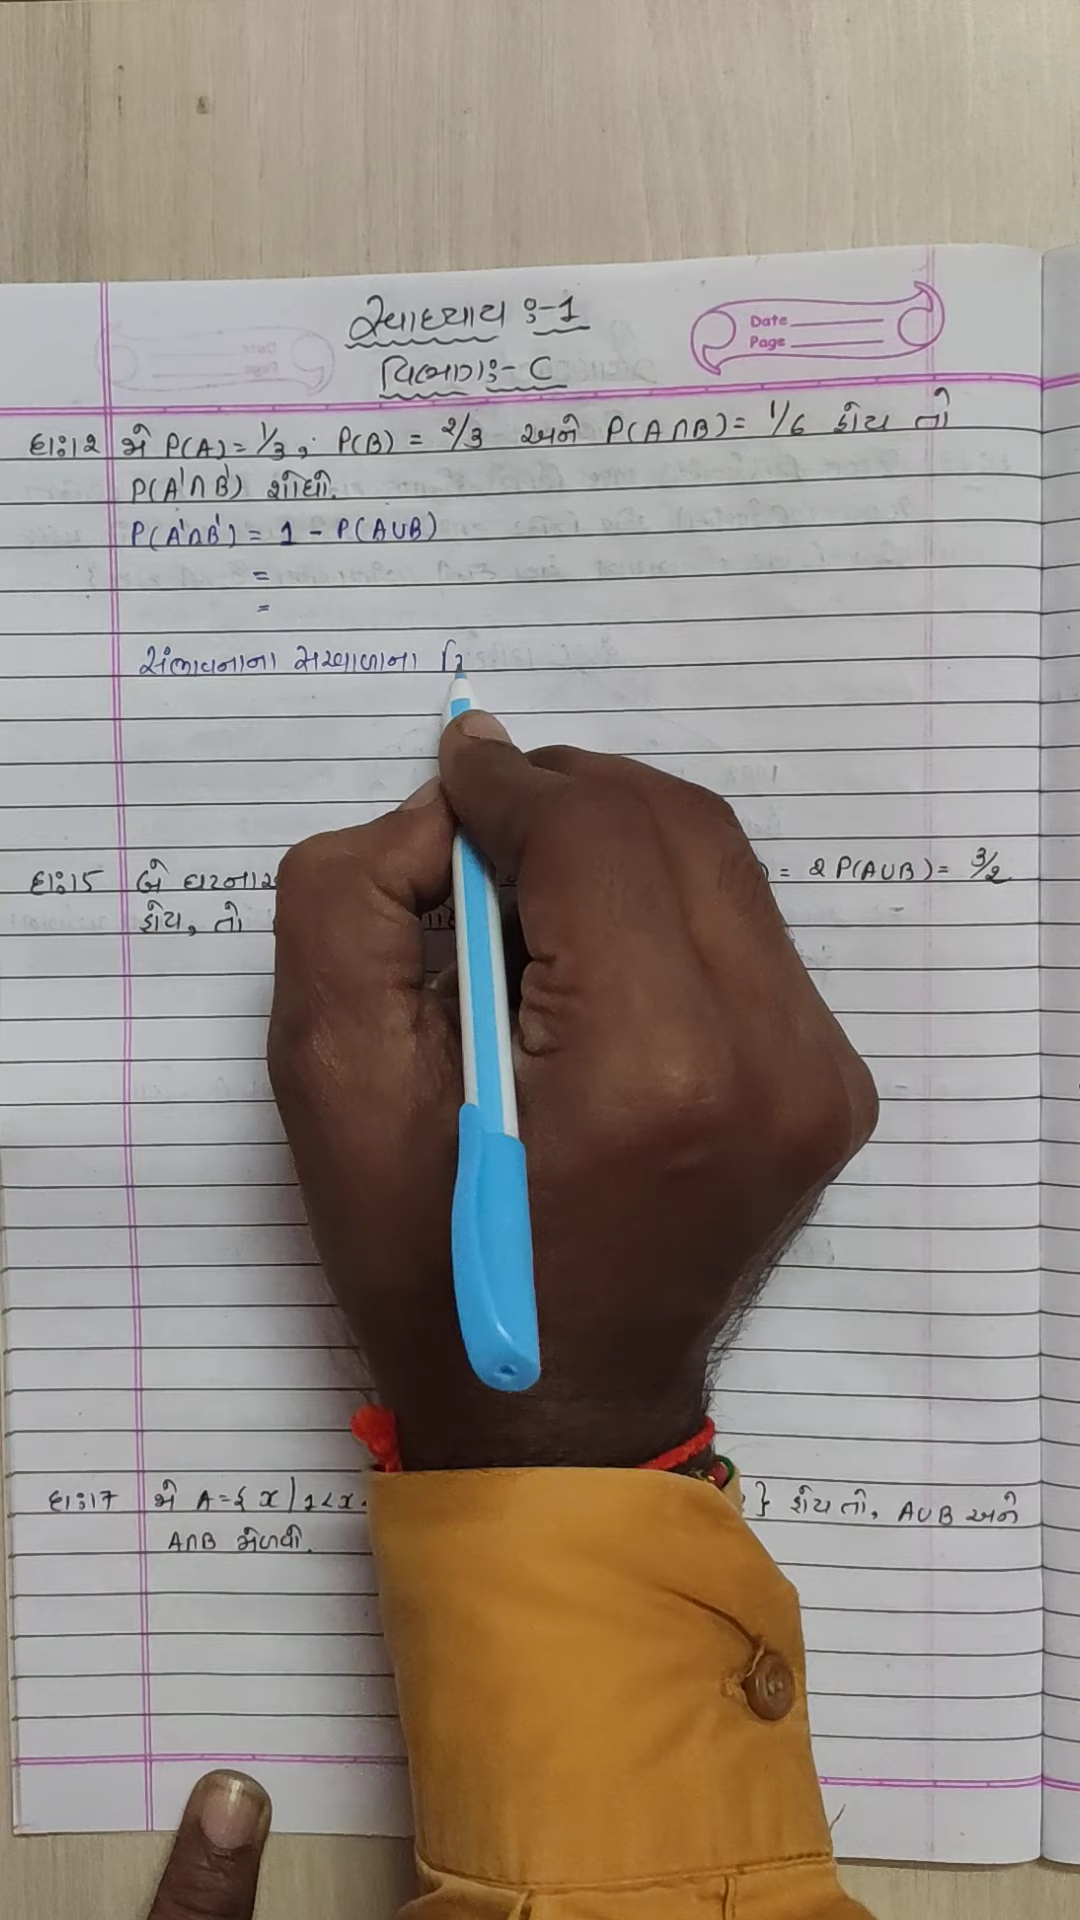 સ્વાધ્યાય :- 1
વિભાગ :- C
Date
Page
દા:12 જો P(A) = 1/3, P(B) = 2/3 અને P(A∩B) = 1/6 હોય તો
P(A'∩B') શોધો.
P(A'∩B') = 1 - P(A∪B)
=
=
સંભાવનાના સરવાળાના નિ
દા:15 બે ઘટના = 2 P(A∪B) = 3/2
હોય, તો
દા:17 જો A = { x | 1 < x } હોય તો, A∪B અને
A∩B મેળવો.